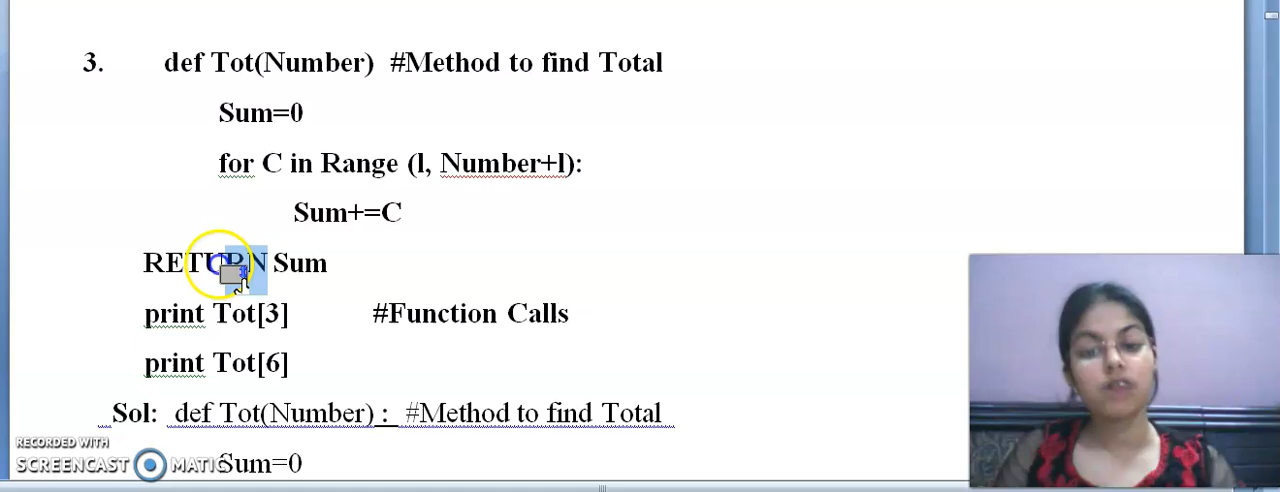 3. def Tot(Number) #Method to find Total
Sum=0
for C in Range (l, Number+l):
Sum+=C
RETURN Sum
print Tot[3] #Function Calls
print Tot[6]
Sol: def Tot(Number) : #Method to find Total
Sum=0
RECORDED WITH
SCREENCAST MATIC